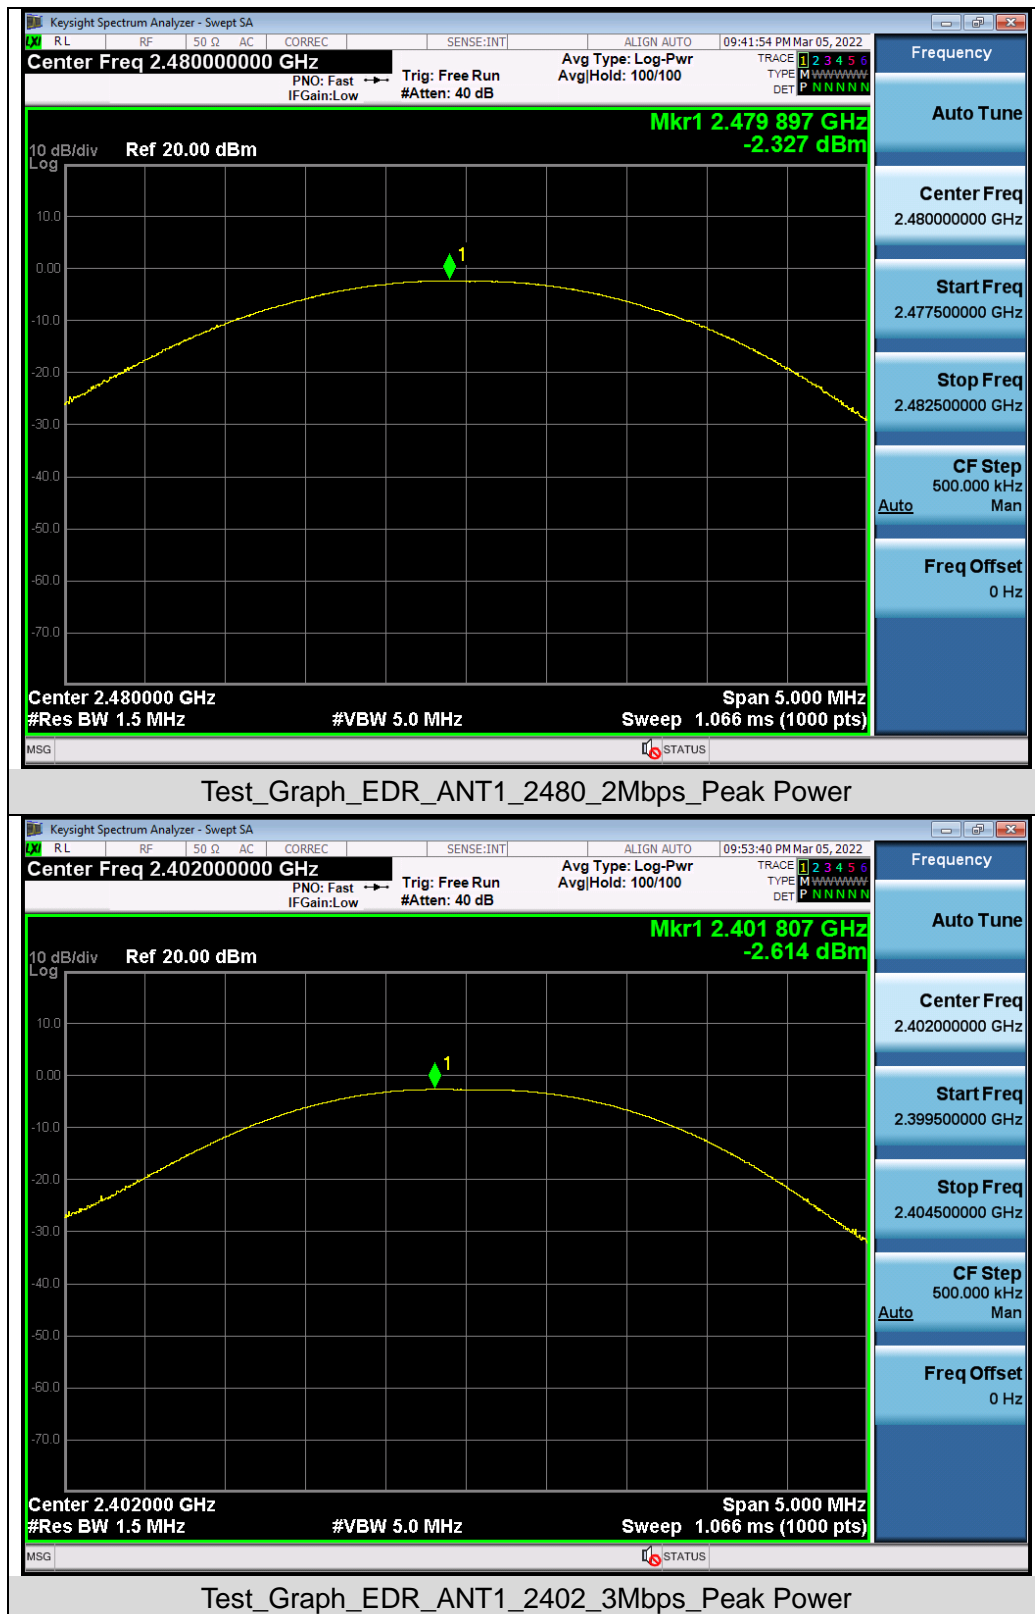 Keysight Spectrum Analyzer - Swept SA
LXI RL RF 50 Ω AC CORREC SENSE:INT ALIGN AUTO 09:41:54 PM Mar 05, 2022
Center Freq 2.480000000 GHz
PNO: Fast
IFGain:Low
Trig: Free Run
#Atten: 40 dB
Avg Type: Log-Pwr
Avg|Hold: 100/100
TRACE 1 2 3 4 5 6
TYPE M WWWWW
DET P N N N N N
Frequency
Mkr1 2.479 897 GHz
-2.327 dBm
10 dB/div Ref 20.00 dBm
Log
10.0
0.00
-10.0
-20.0
-30.0
-40.0
-50.0
-60.0
-70.0
1
Center 2.480000 GHz Span 5.000 MHz
#Res BW 1.5 MHz #VBW 5.0 MHz Sweep 1.066 ms (1000 pts)
Auto Tune
Center Freq
2.480000000 GHz
Start Freq
2.477500000 GHz
Stop Freq
2.482500000 GHz
CF Step
500.000 kHz
Auto Man
Freq Offset
0 Hz
MSG STATUS
Test_Graph_EDR_ANT1_2480_2Mbps_Peak Power
Keysight Spectrum Analyzer - Swept SA
LXI RL RF 50 Ω AC CORREC SENSE:INT ALIGN AUTO 09:53:40 PM Mar 05, 2022
Center Freq 2.402000000 GHz
PNO: Fast
IFGain:Low
Trig: Free Run
#Atten: 40 dB
Avg Type: Log-Pwr
Avg|Hold: 100/100
TRACE 1 2 3 4 5 6
TYPE M WWWWW
DET P N N N N N
Frequency
Mkr1 2.401 807 GHz
-2.614 dBm
10 dB/div Ref 20.00 dBm
Log
10.0
0.00
-10.0
-20.0
-30.0
-40.0
-50.0
-60.0
-70.0
1
Center 2.402000 GHz Span 5.000 MHz
#Res BW 1.5 MHz #VBW 5.0 MHz Sweep 1.066 ms (1000 pts)
Auto Tune
Center Freq
2.402000000 GHz
Start Freq
2.399500000 GHz
Stop Freq
2.404500000 GHz
CF Step
500.000 kHz
Auto Man
Freq Offset
0 Hz
MSG STATUS
Test_Graph_EDR_ANT1_2402_3Mbps_Peak Power